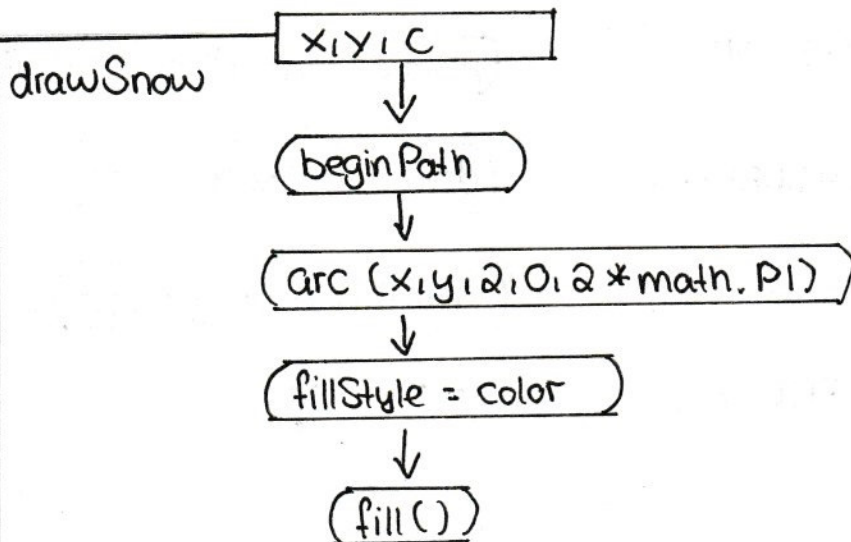 x,y,c
drawSnow
beginPath
arc (x,y,2,0,2*math.PI)
fillStyle = color
fill()